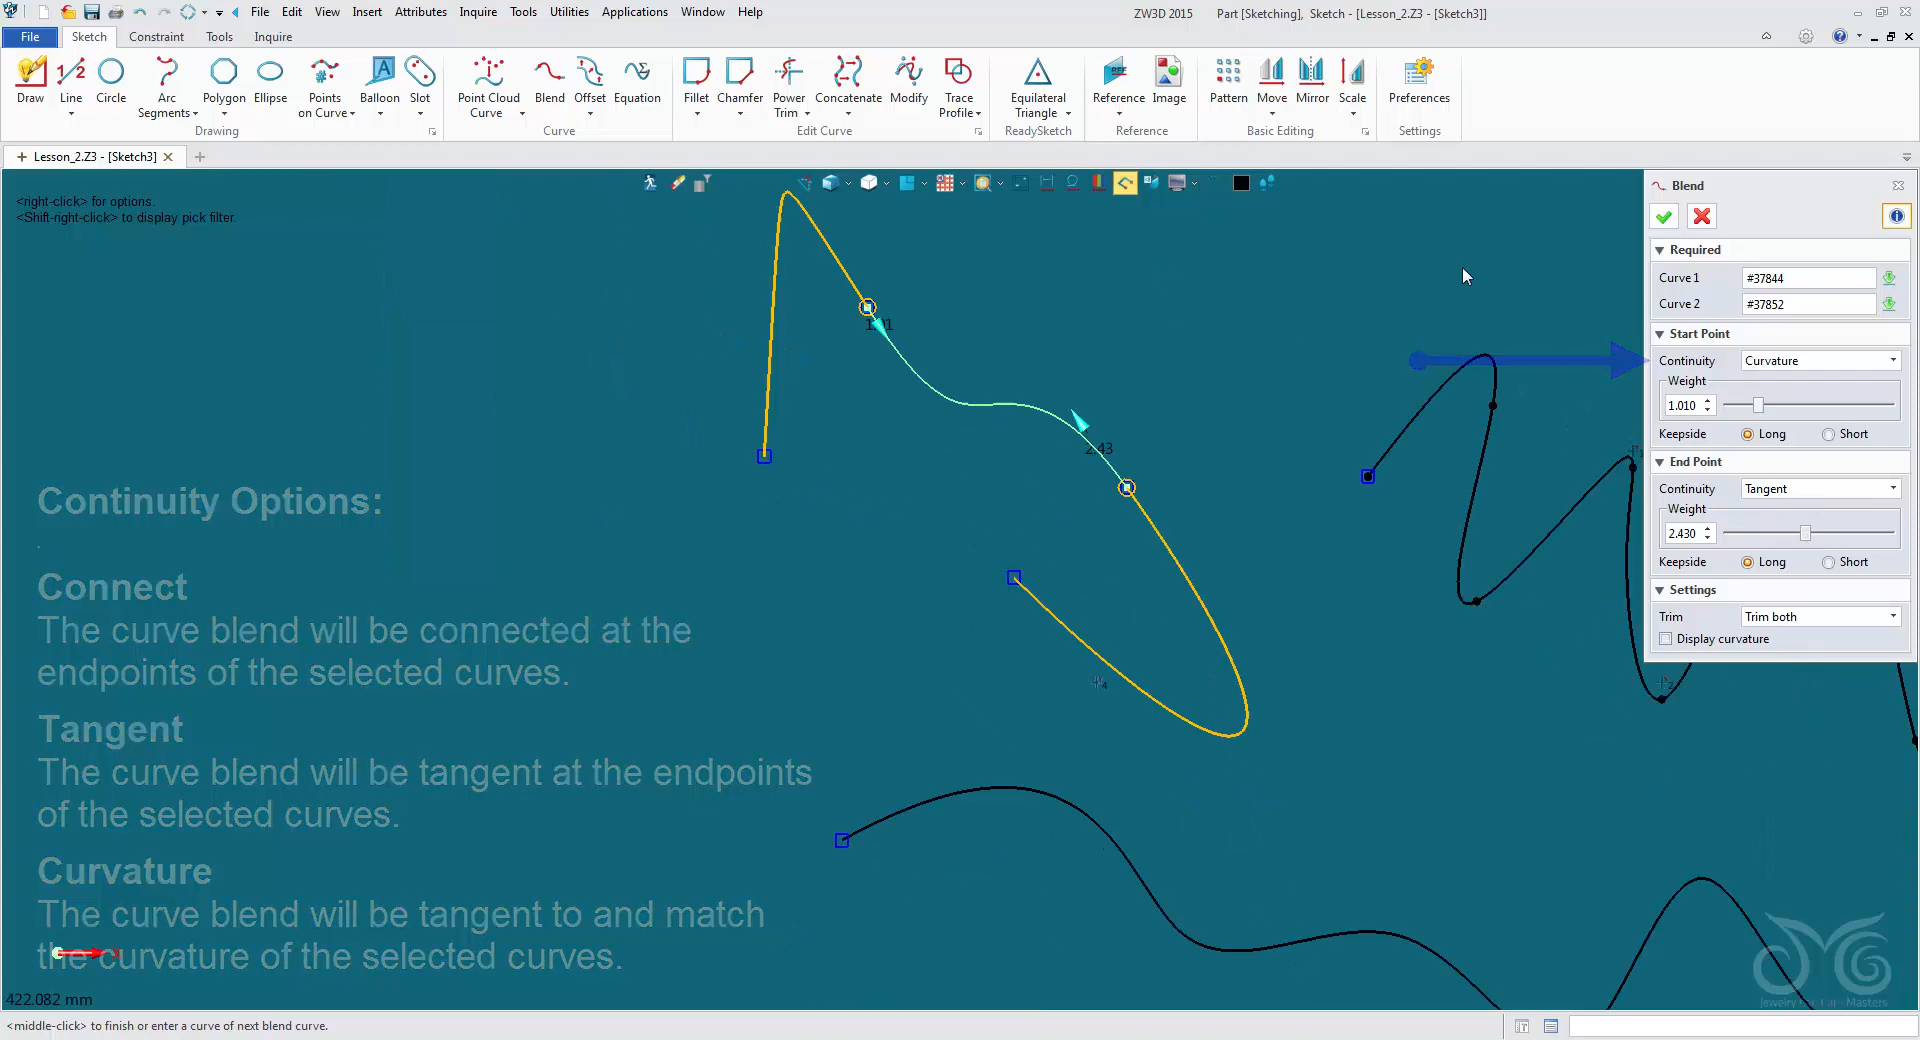 File Edit View Insert Attributes Inquire Tools Utilities Applications Window Help
ZW3D 2015 Part [Sketching], Sketch - [Lesson_2.Z3 - [Sketch3]]
File Sketch Constraint Tools Inquire
Draw Line Circle Arc Segments Polygon Ellipse Points on Curve Balloon Slot
Point Cloud Curve Blend Offset Equation
Fillet Chamfer Power Trim Concatenate Modify Trace Profile
Equilateral Triangle Reference Image Pattern Move Mirror Scale Preferences
Drawing Curve Edit Curve ReadySketch Reference Basic Editing Settings
Lesson_2.Z3 - [Sketch3]
<right-click> for options.
<Shift-right-click> to display pick filter.
2.43
Continuity Options:
.
Connect
The curve blend will be connected at the
endpoints of the selected curves.
Tangent
The curve blend will be tangent at the endpoints
of the selected curves.
Curvature
The curve blend will be tangent to and match
the curvature of the selected curves.
422.082 mm
<middle-click> to finish or enter a curve of next blend curve.
Blend
Required
Curve 1 #37844
Curve 2 #37852
Start Point
Continuity Curvature
Weight
1.010
Keepside Long Short
End Point
Continuity Tangent
Weight
2.430
Keepside Long Short
Settings
Trim Trim both
Display curvature